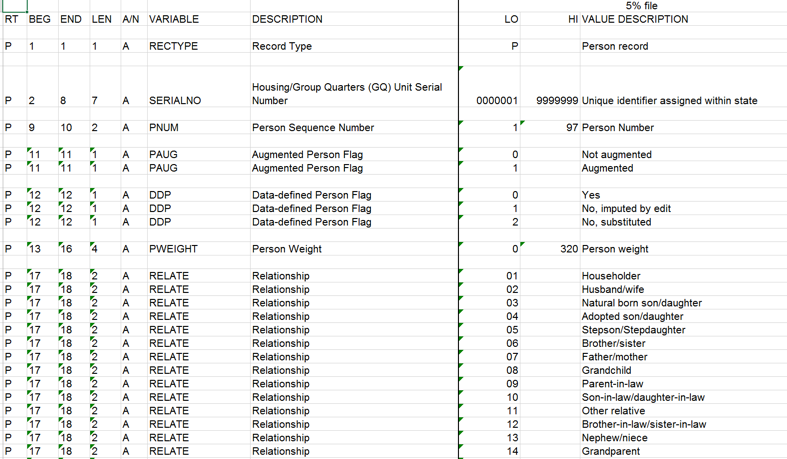 5% file
RT BEG END LEN A/N VARIABLE DESCRIPTION LO HI VALUE DESCRIPTION
P 1 1 1 A RECTYPE Record Type P Person record
Housing/Group Quarters (GQ) Unit Serial
P 2 8 7 A SERIALNO Number 0000001 9999999 Unique identifier assigned within state
P 9 10 2 A PNUM Person Sequence Number 1 97 Person Number
P 11 11 1 A PAUG Augmented Person Flag 0 Not augmented
P 11 11 1 A PAUG Augmented Person Flag 1 Augmented
P 12 12 1 A DDP Data-defined Person Flag 0 Yes
P 12 12 1 A DDP Data-defined Person Flag 1 No, imputed by edit
P 12 12 1 A DDP Data-defined Person Flag 2 No, substituted
P 13 16 4 A PWEIGHT Person Weight 0 320 Person weight
P 17 18 2 A RELATE Relationship 01 Householder
P 17 18 2 A RELATE Relationship 02 Husband/wife
P 17 18 2 A RELATE Relationship 03 Natural born son/daughter
P 17 18 2 A RELATE Relationship 04 Adopted son/daughter
P 17 18 2 A RELATE Relationship 05 Stepson/Stepdaughter
P 17 18 2 A RELATE Relationship 06 Brother/sister
P 17 18 2 A RELATE Relationship 07 Father/mother
P 17 18 2 A RELATE Relationship 08 Grandchild
P 17 18 2 A RELATE Relationship 09 Parent-in-law
P 17 18 2 A RELATE Relationship 10 Son-in-law/daughter-in-law
P 17 18 2 A RELATE Relationship 11 Other relative
P 17 18 2 A RELATE Relationship 12 Brother-in-law/sister-in-law
P 17 18 2 A RELATE Relationship 13 Nephew/niece
P 17 18 2 A RELATE Relationship 14 Grandparent